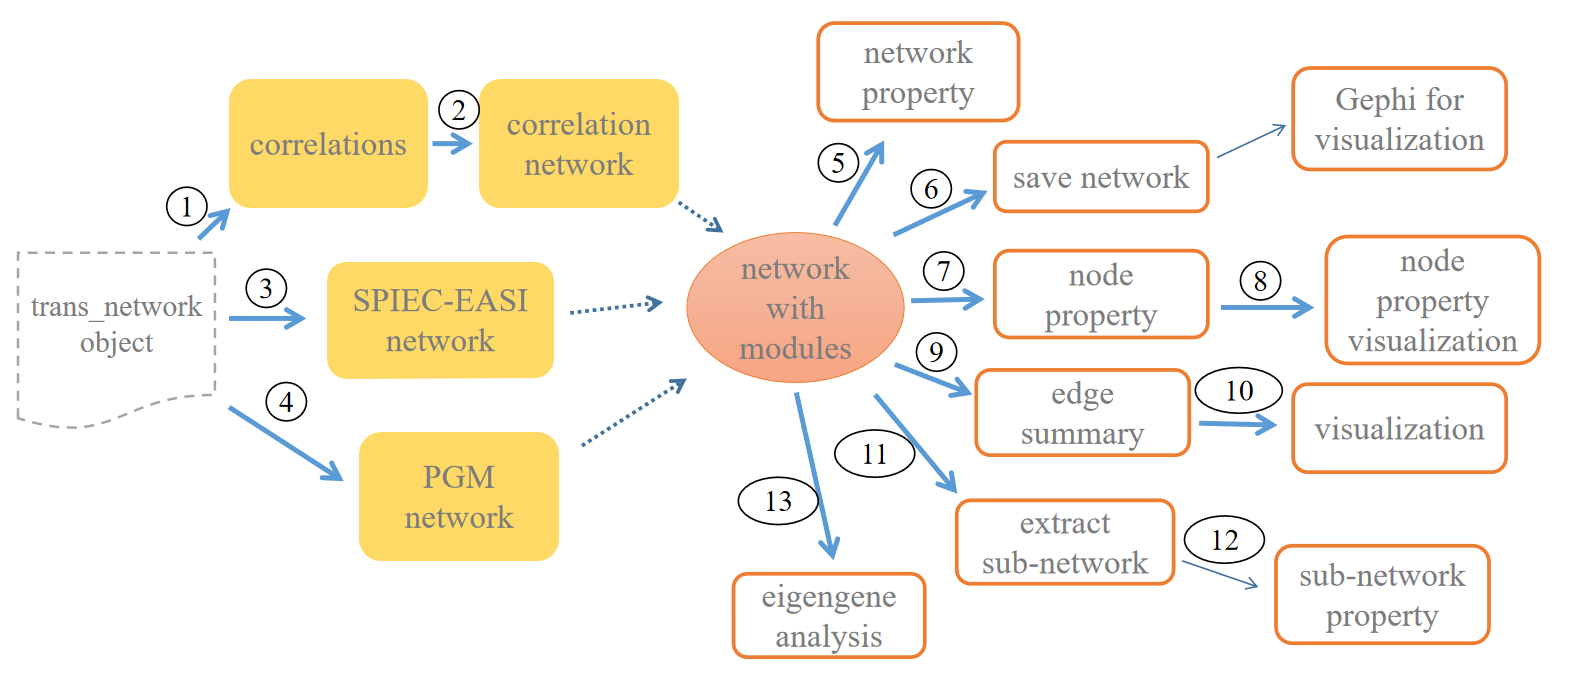 network
property
Gephi for
visualization
2
correlations
correlation
network
5
6
save network
1
trans_network
object
3
SPIEC-EASI
network
network
with
modules
7
node
property
8
node
property
visualization
9
edge
summary
10
visualization
4
PGM
network
11
13
extract
sub-network
12
sub-network
property
eigengene
analysis